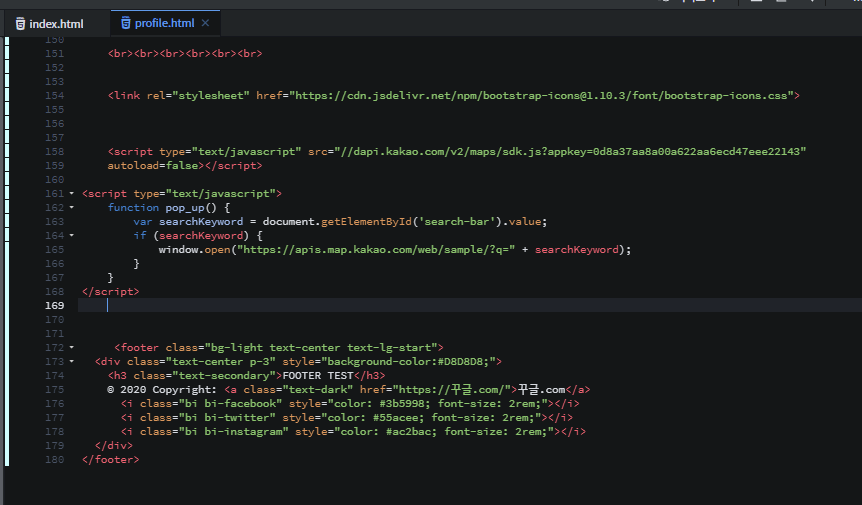 index.html
profile.html
150
151 <br><br><br><br><br><br>
152
153
154 <link rel="stylesheet" href="https://cdn.jsdelivr.net/npm/bootstrap-icons@1.10.3/font/bootstrap-icons.css">
155
156
157
158 <script type="text/javascript" src="//dapi.kakao.com/v2/maps/sdk.js?appkey=0d8a37aa8a00a622aa6ecd47eee22143"
159 autoload=false></script>
160
161 <script type="text/javascript">
162 function pop_up() {
163 var searchKeyword = document.getElementById('search-bar').value;
164 if (searchKeyword) {
165 window.open("https://apis.map.kakao.com/web/sample/?q=" + searchKeyword);
166 }
167 }
168 </script>
169
170
171
172 <footer class="bg-light text-center text-lg-start">
173 <div class="text-center p-3" style="background-color:#D8D8D8;">
174 <h3 class="text-secondary">FOOTER TEST</h3>
175 © 2020 Copyright: <a class="text-dark" href="https://꾸글.com/">꾸글.com</a>
176 <i class="bi bi-facebook" style="color: #3b5998; font-size: 2rem;"></i>
177 <i class="bi bi-twitter" style="color: #55acee; font-size: 2rem;"></i>
178 <i class="bi bi-instagram" style="color: #ac2bac; font-size: 2rem;"></i>
179 </div>
180 </footer>